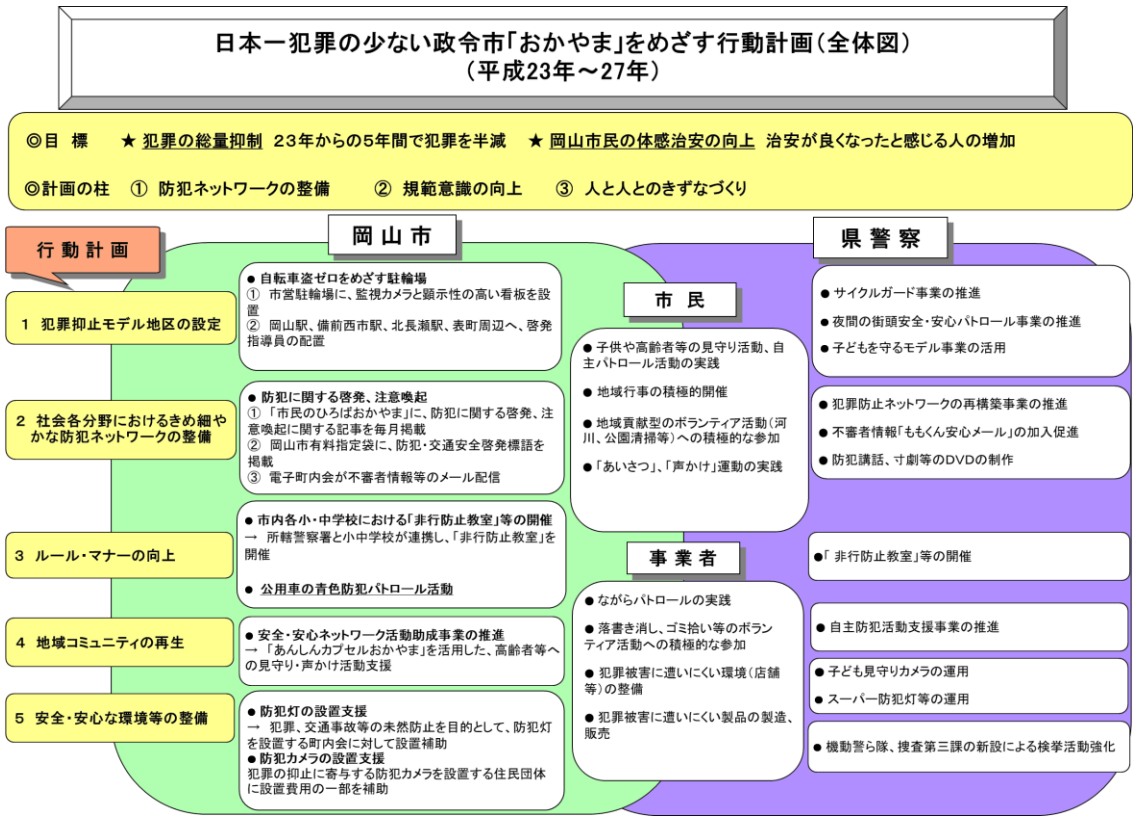 日本一犯罪の少ない政令市「おかやま」をめざす行動計画(全体図)
(平成23年～27年)
◎目 標 ★ 犯罪の総量抑制 23年からの5年間で犯罪を半減 ★ 岡山市民の体感治安の向上 治安が良くなったと感じる人の増加
◎計画の柱 ① 防犯ネットワークの整備 ② 規範意識の向上 ③ 人と人とのきずなづくり
行動計画
岡山市
県警察
1 犯罪抑止モデル地区の設定
● 自転車盗ゼロをめざす駐輪場
① 市営駐輪場に、監視カメラと顕示性の高い看板を設
置
② 岡山駅、備前西市駅、北長瀬駅、表町周辺へ、啓発
指導員の配置
2 社会各分野におけるきめ細や
かな防犯ネットワークの整備
● 防犯に関する啓発、注意喚起
① 「市民のひろばおかやま」に、防犯に関する啓発、注
意喚起に関する記事を毎月掲載
② 岡山市有料指定袋に、防犯・交通安全啓発標語を
掲載
③ 電子町内会が不審者情報等のメール配信
3 ルール・マナーの向上
● 市内各小・中学校における「非行防止教室」等の開催
→ 所轄警察署と小中学校が連携し、「非行防止教室」を
開催
● 公用車の青色防犯パトロール活動
4 地域コミュニティの再生
● 安全・安心ネットワーク活動助成事業の推進
→ 「あんしんカプセルおかやま」を活用した、高齢者等へ
の見守り・声かけ活動支援
5 安全・安心な環境等の整備
● 防犯灯の設置支援
→ 犯罪、交通事故等の未然防止を目的として、防犯灯
を設置する町内会に対して設置補助
● 防犯カメラの設置支援
犯罪の抑止に寄与する防犯カメラを設置する住民団体
に設置費用の一部を補助
市民
● 子供や高齢者等の見守り活動、自
主パトロール活動の実践
● 地域行事の積極的開催
● 地域貢献型のボランティア活動(河
川、公園清掃等)への積極的な参加
● 「あいさつ」、「声かけ」運動の実践
事業者
● ながらパトロールの実践
● 落書き消し、ゴミ拾い等のボラン
ティア活動への積極的な参加
● 犯罪被害に遭いにくい環境(店舗
等)の整備
● 犯罪被害に遭いにくい製品の製造、
販売
● サイクルガード事業の推進
● 夜間の街頭安全・安心パトロール事業の推進
● 子どもを守るモデル事業の活用
● 犯罪防止ネットワークの再構築事業の推進
● 不審者情報「ももくん安心メール」の加入促進
● 防犯講話、寸劇等のDVDの制作
●「 非行防止教室」等の開催
● 自主防犯活動支援事業の推進
● 子ども見守りカメラの運用
● スーパー防犯灯等の運用
● 機動警ら隊、捜査第三課の新設による検挙活動強化